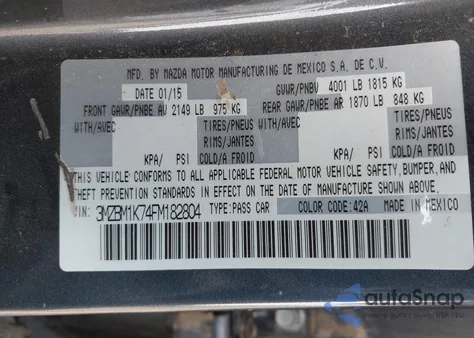 MFD. BY MAZDA MOTOR MANUFACTURING DE MEXICO S.A. DE C.V.
DATE 01/15 GVWR/PNBV 4001 LB 1815 KG
FRONT GAWR/PNBE AV 2149 LB 975 KG REAR GAWR/PNBE AR 1870 LB 848 KG
WITH/AVEC TIRES/PNEUS WITH/AVEC TIRES/PNEUS
RIMS/JANTES RIMS/JANTES
KPA/ PSI COLD/A FROID KPA/ PSI COLD/A FROID
THIS VEHICLE CONFORMS TO ALL APPLICABLE FEDERAL MOTOR VEHICLE SAFETY, BUMPER, AND
THEFT PREVENTION STANDARDS IN EFFECT ON THE DATE OF MANUFACTURE SHOWN ABOVE.
VIN: 3MZBM1K74FM182804 TYPE:PASS CAR COLOR CODE:42A MADE IN MEXICO
autoSnap